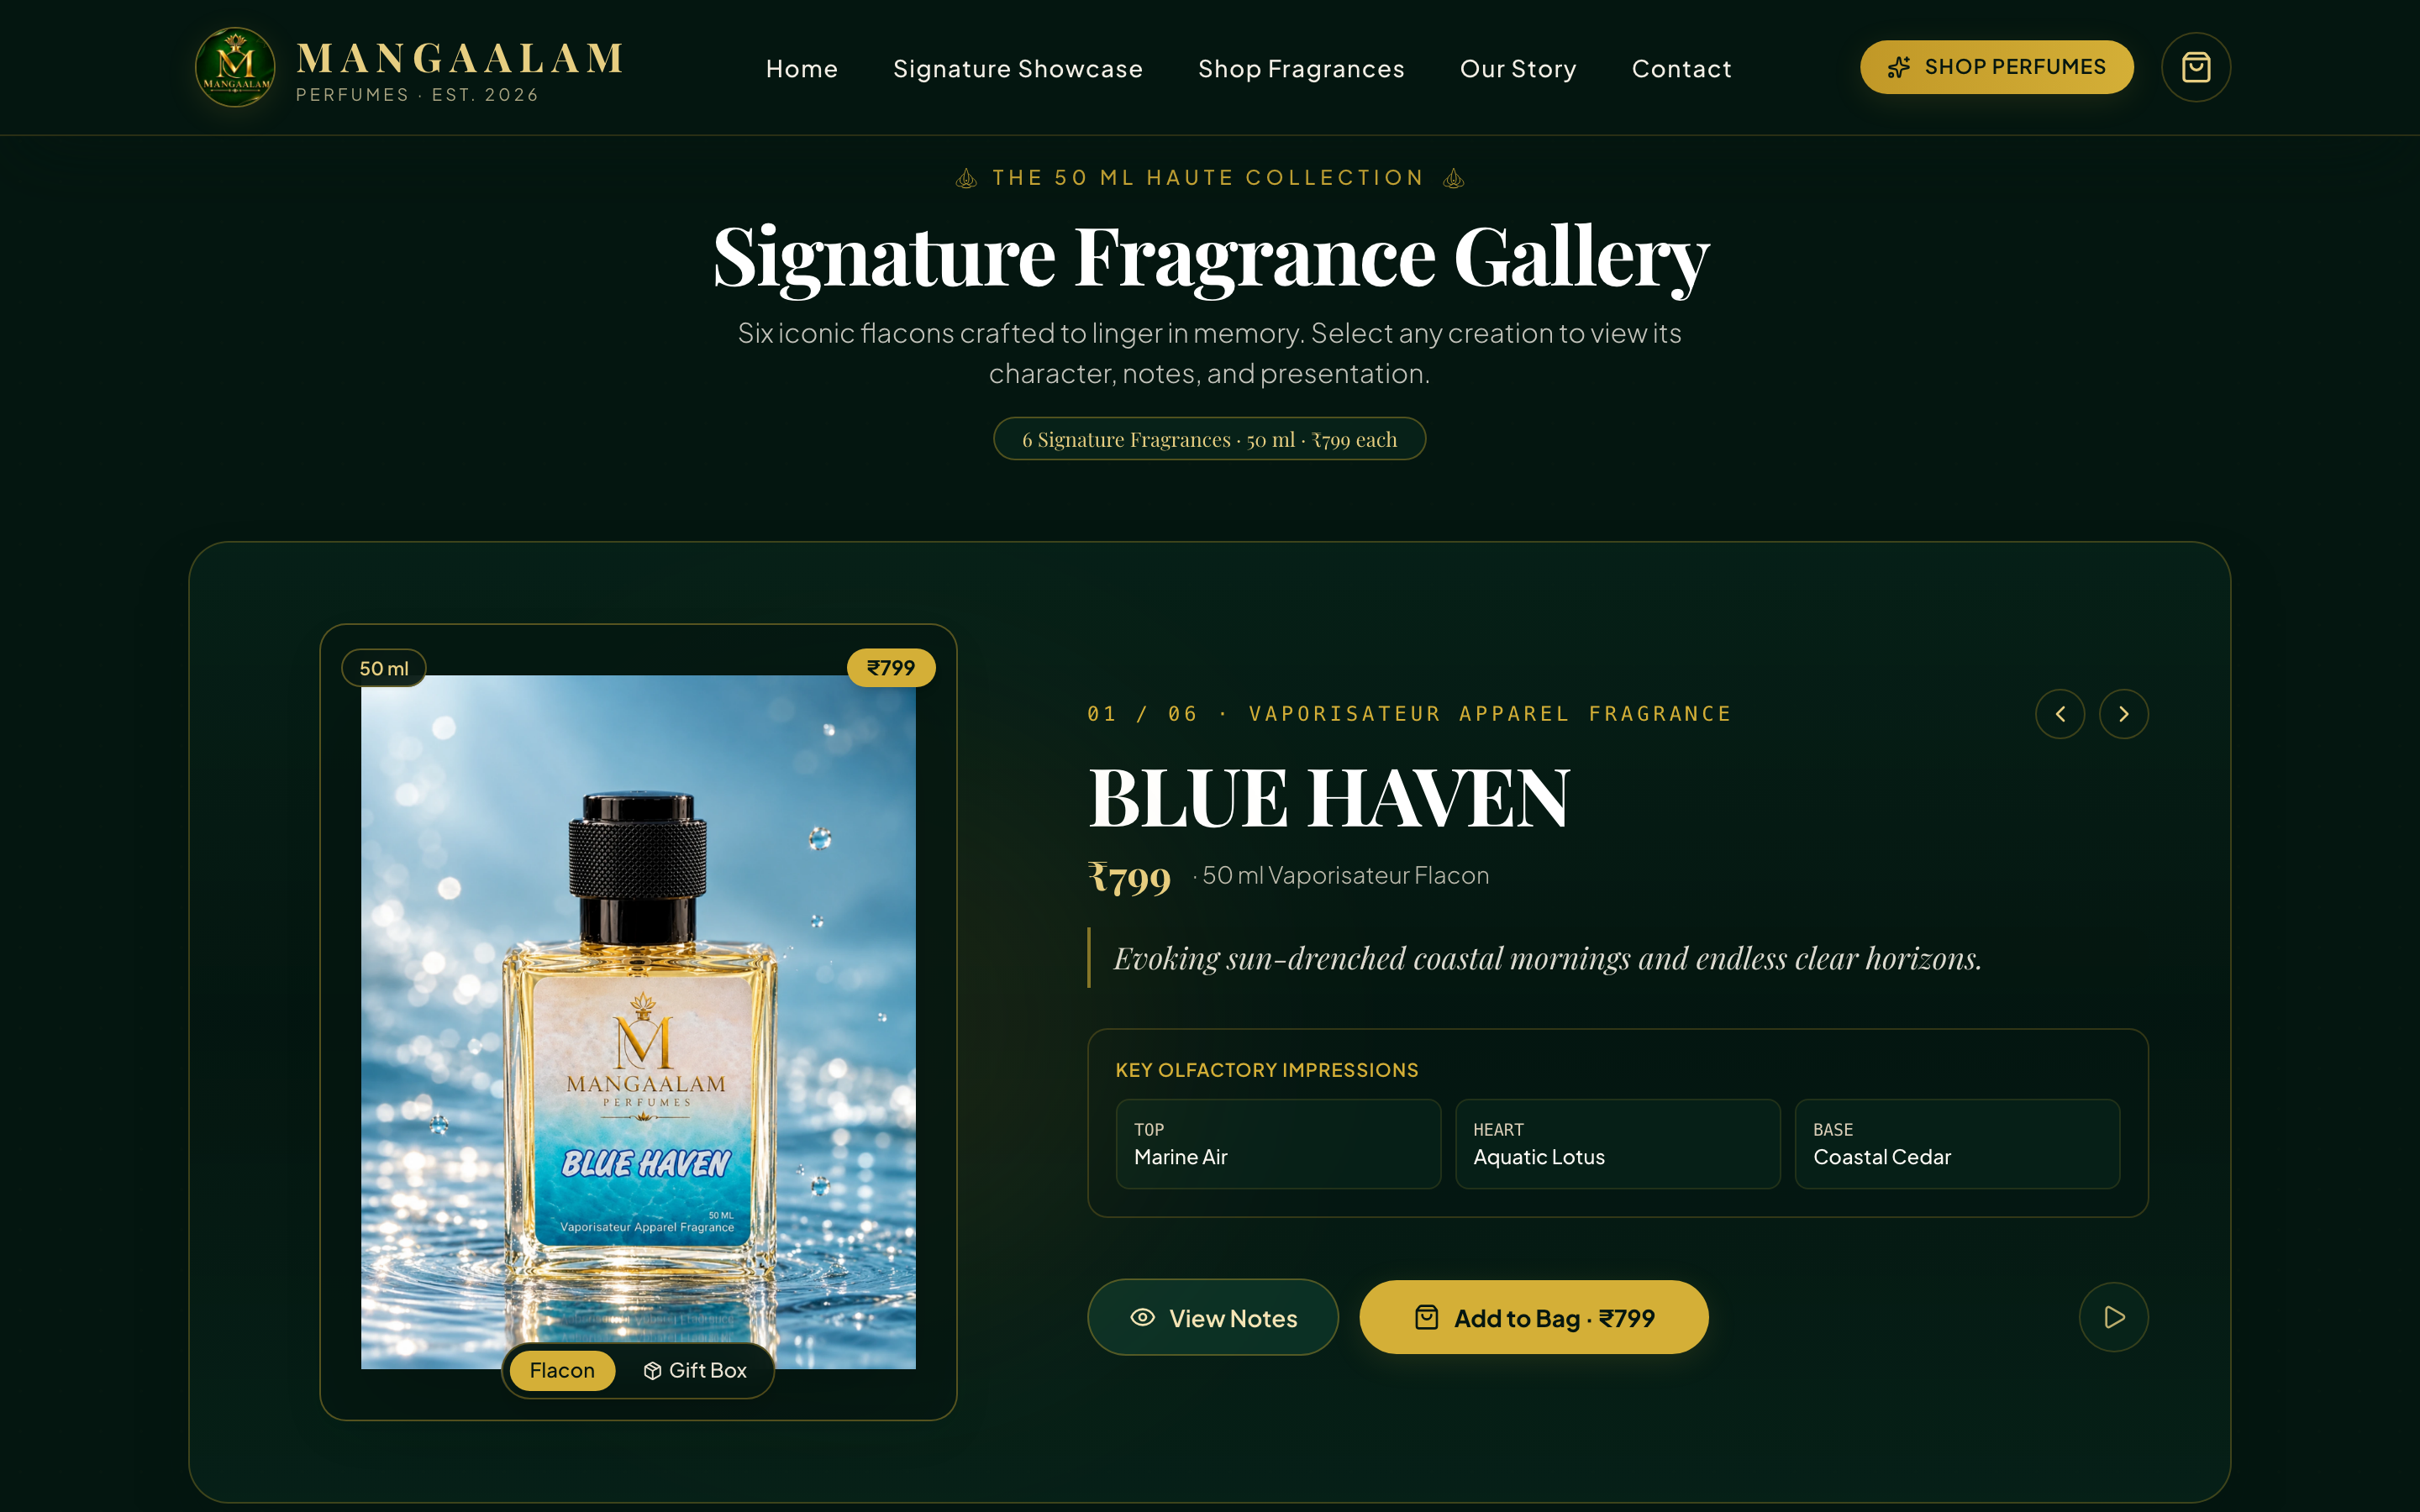 MANGAALAM
MANGAALAM
PERFUMES · EST. 2026
Home
Signature Showcase
Shop Fragrances
Our Story
Contact
SHOP PERFUMES
THE 50 ML HAUTE COLLECTION
Signature Fragrance Gallery
Six iconic flacons crafted to linger in memory. Select any creation to view its
character, notes, and presentation.
6 Signature Fragrances · 50 ml · ₹799 each
50 ml
₹799
M
MANGAALAM
PERFUMES
BLUE HAVEN
50 ML
Vaporisateur Apparel Fragrance
Flacon
Gift Box
01 / 06 · VAPORISATEUR APPAREL FRAGRANCE
BLUE HAVEN
₹799 · 50 ml Vaporisateur Flacon
Evoking sun-drenched coastal mornings and endless clear horizons.
KEY OLFACTORY IMPRESSIONS
TOP
Marine Air
HEART
Aquatic Lotus
BASE
Coastal Cedar
View Notes
Add to Bag · ₹799